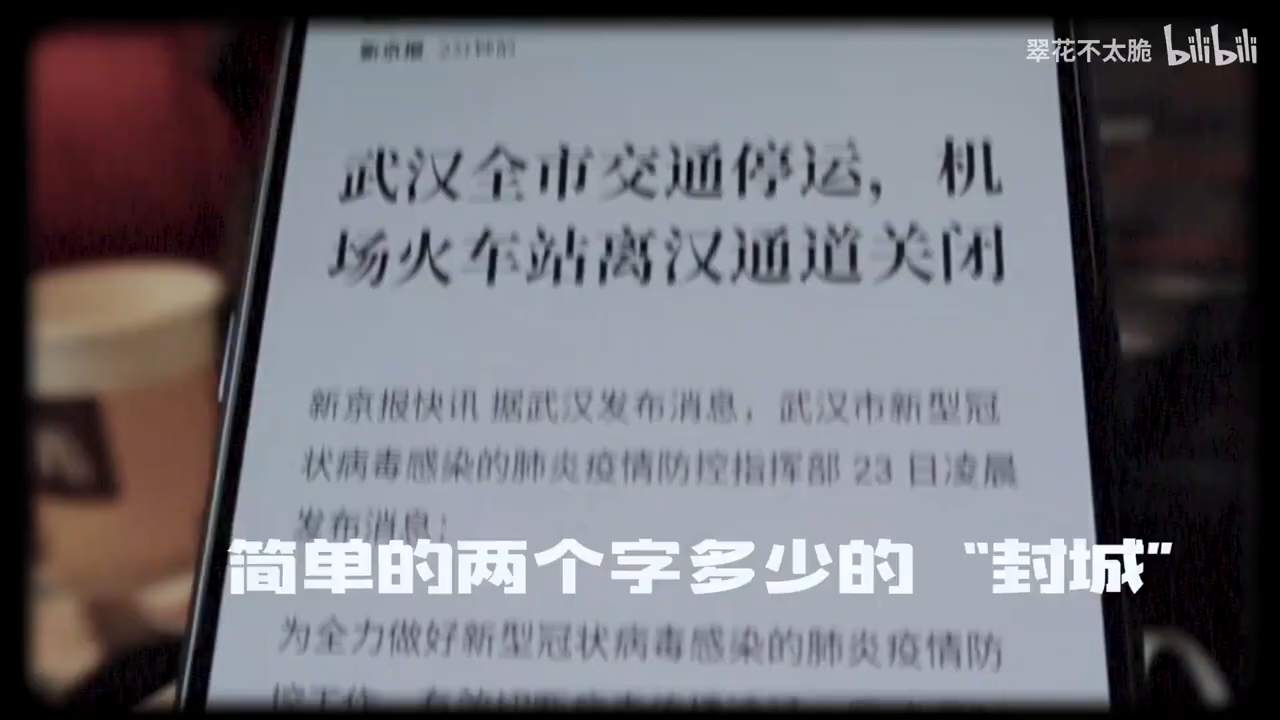 翠花不太脆 bilibili
新京报 2分钟前
武汉全市交通停运，机
场火车站离汉通道关闭
新京报快讯 据武汉发布消息，武汉市新型冠
状病毒感染的肺炎疫情防控指挥部 23 日凌晨
发布消息：
简单的两个字多少的 “封城”
为全力做好新型冠状病毒感染的肺炎疫情防